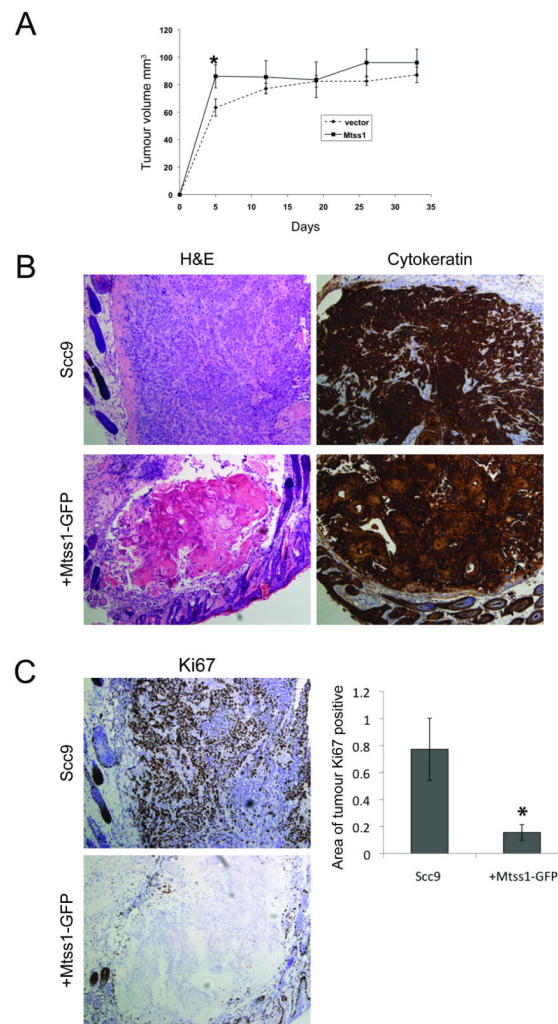 A
Tumour volume mm³
120
100
80
60
40
20
0
*
vector
Mtss1
0 5 10 15 20 25 30 35
Days
B
H&E Cytokeratin
Scc9
+Mtss1-GFP
C
Ki67
Scc9
+Mtss1-GFP
Area of tumour Ki67 positive
1.2
1
0.8
0.6
0.4
0.2
0
*
Scc9 +Mtss1-GFP